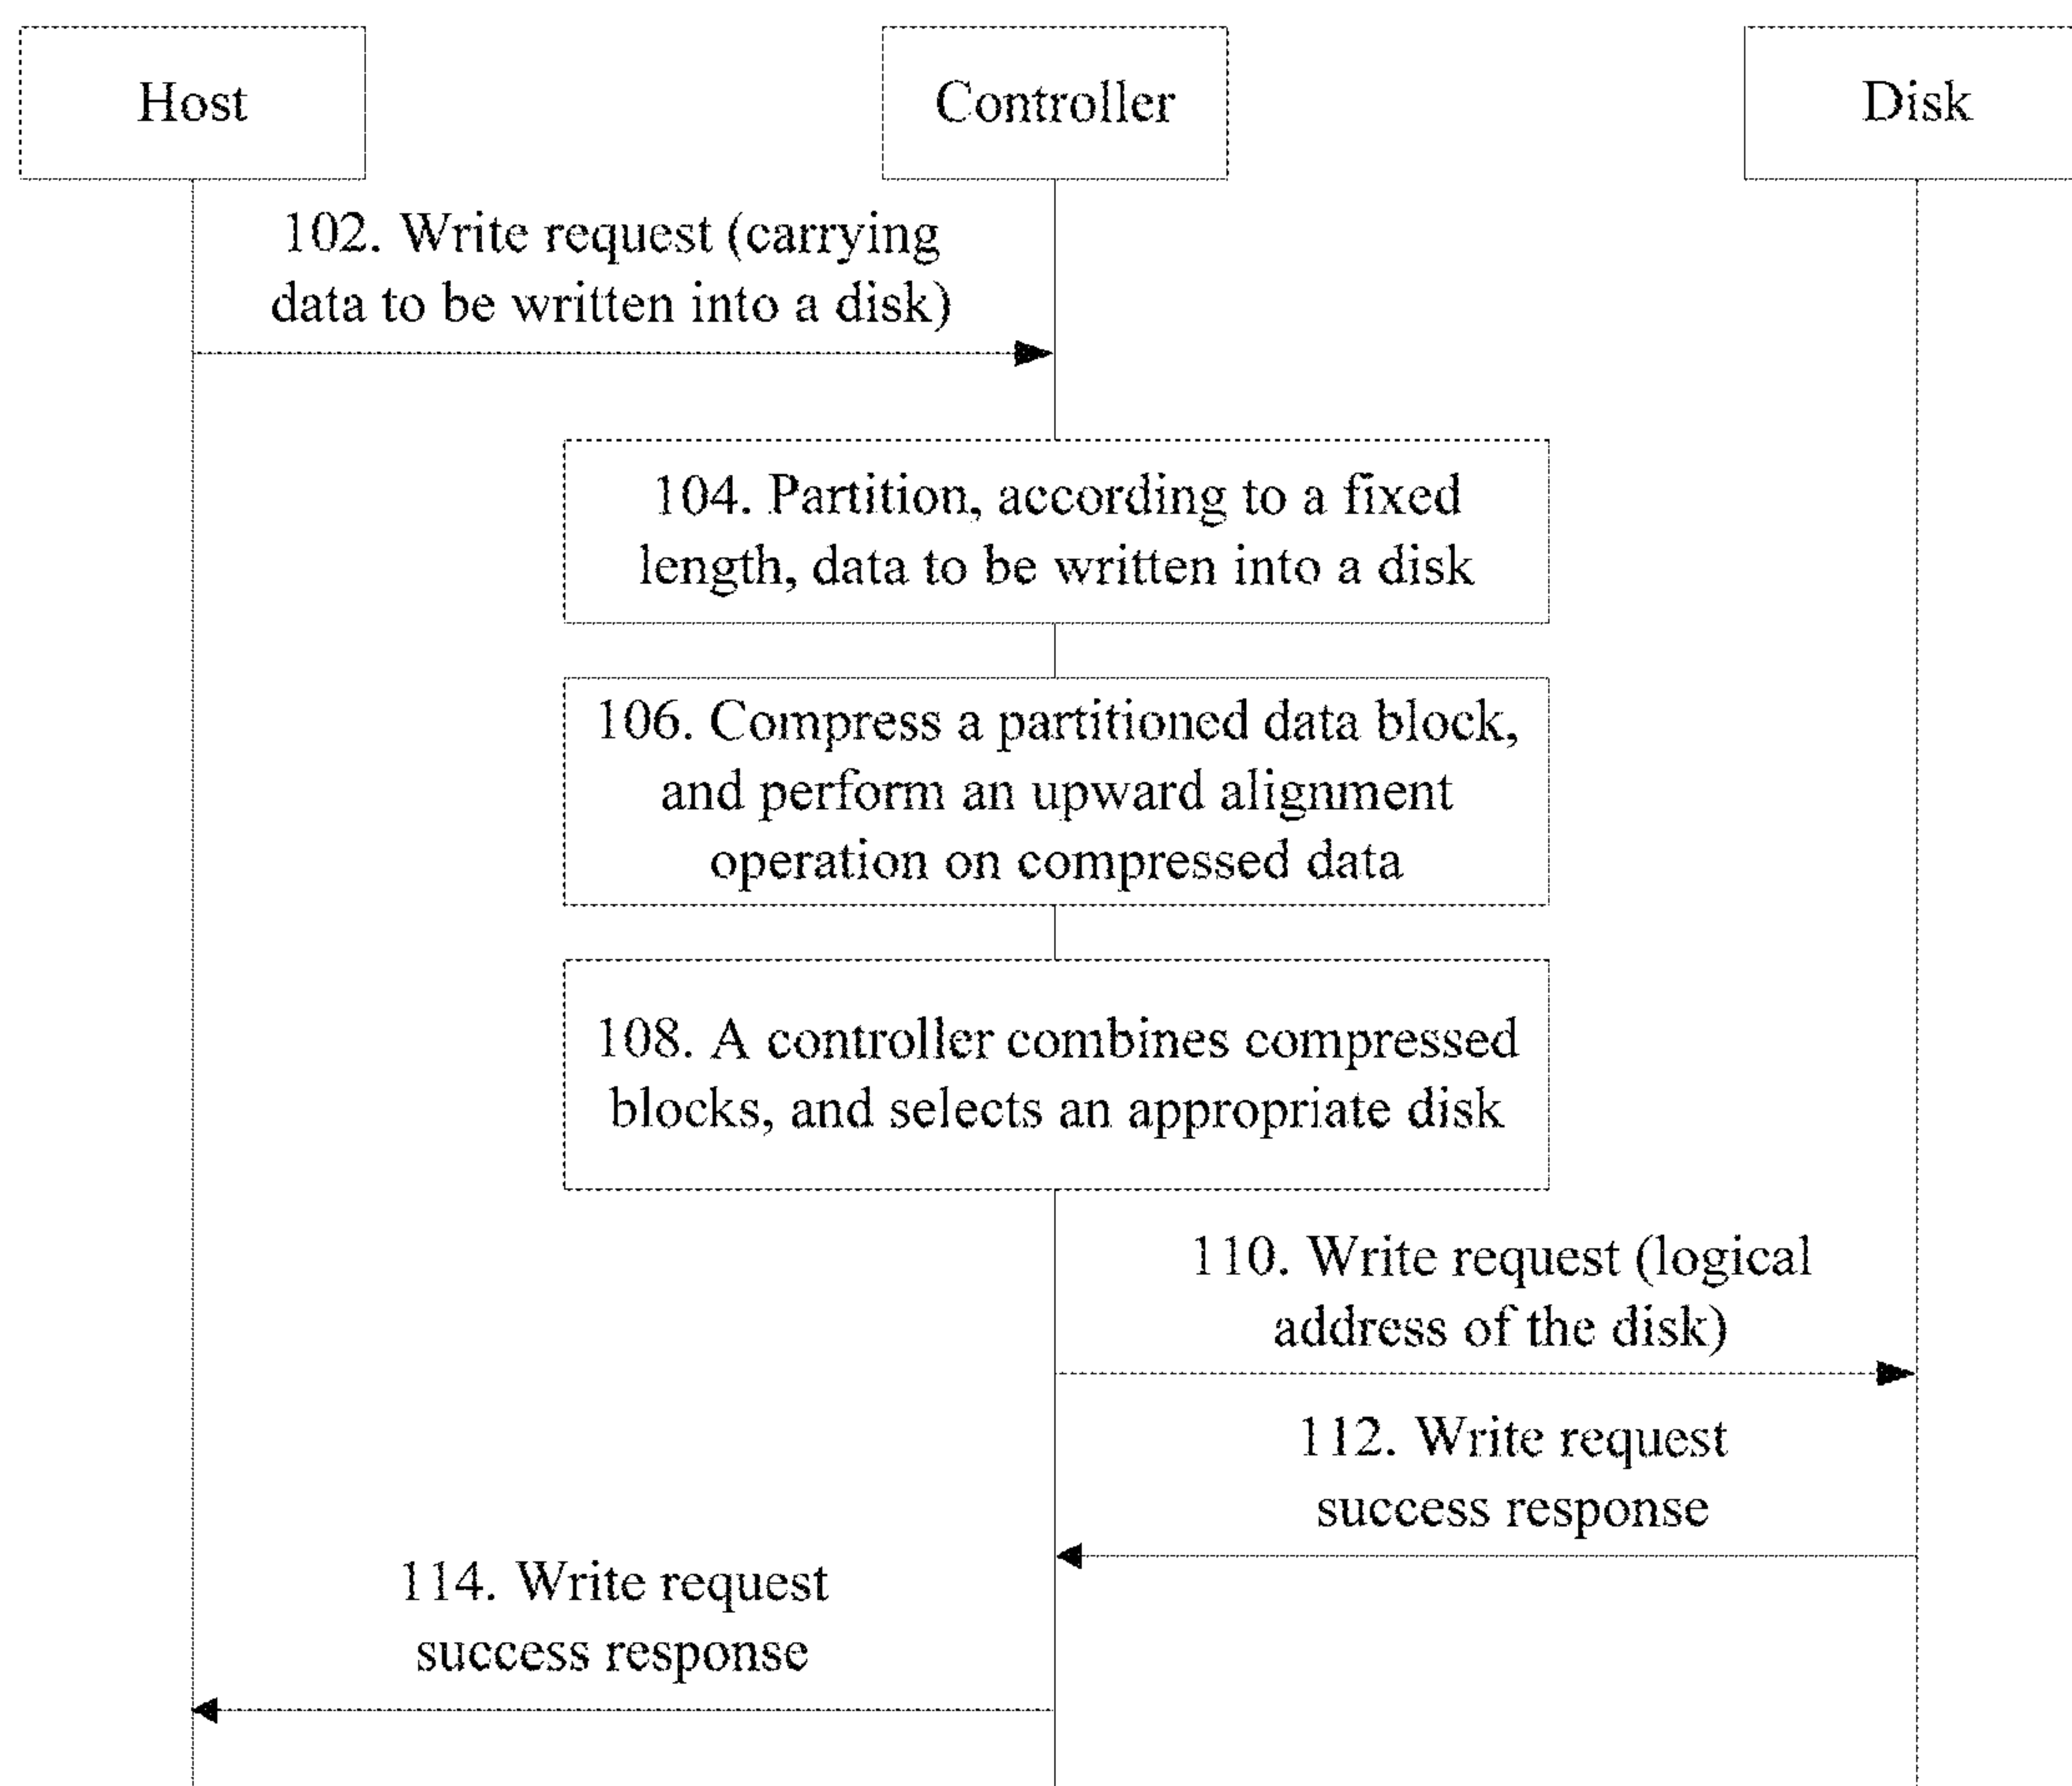 Host
Controller
Disk
102. Write request (carrying
data to be written into a disk)
104. Partition, according to a fixed
length, data to be written into a disk
106. Compress a partitioned data block,
and perform an upward alignment
operation on compressed data
108. A controller combines compressed
blocks, and selects an appropriate disk
110. Write request (logical
address of the disk)
112. Write request
success response
114. Write request
success response